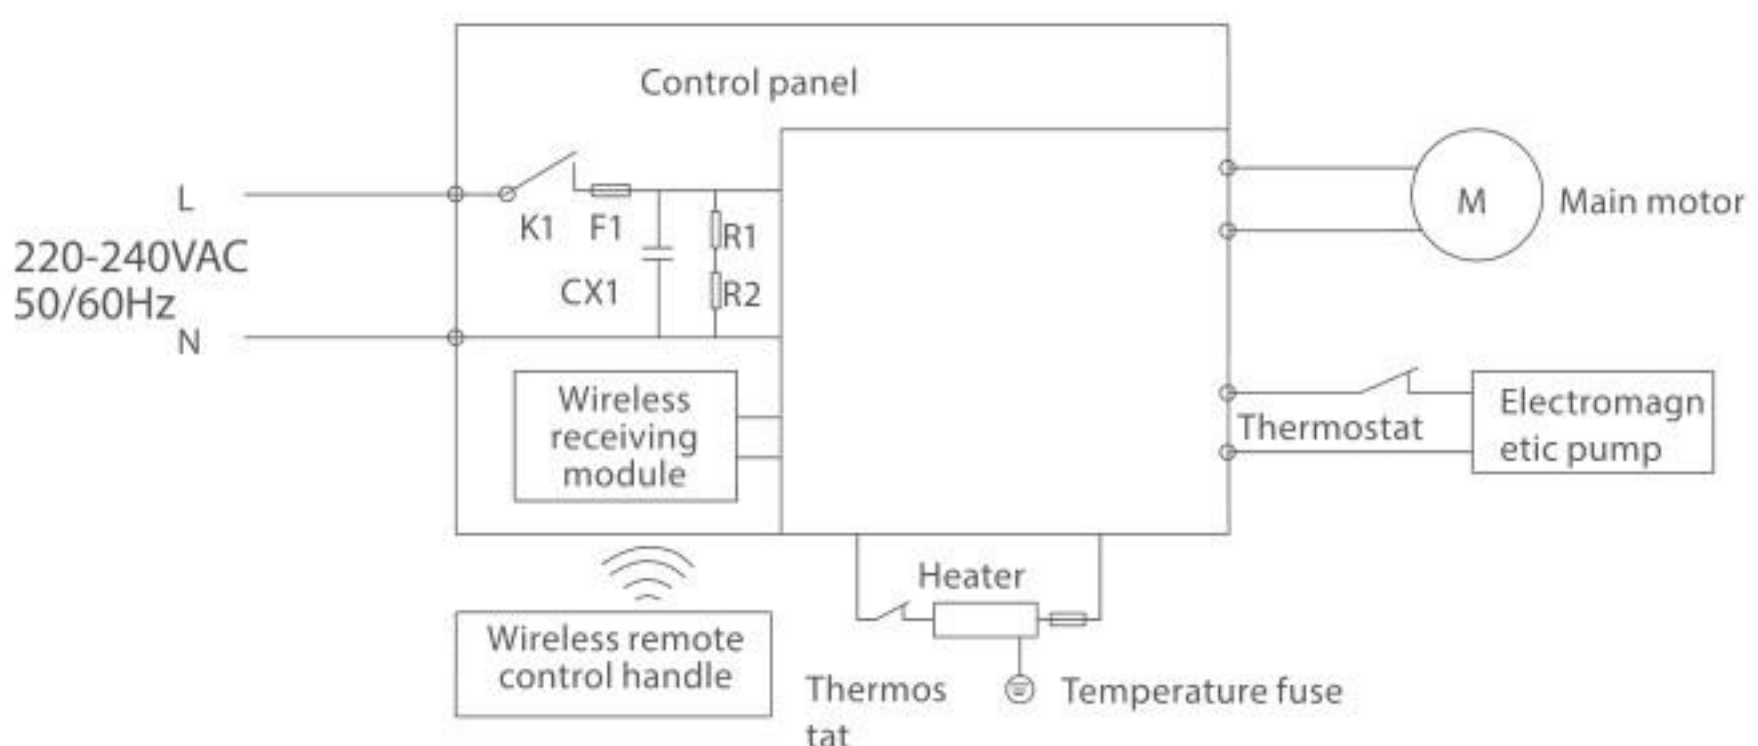 Control panel
L
220-240VAC
50/60Hz
N
K1
F1
CX1
R1
R2
Wireless
receiving
module
M
Main motor
Thermostat
Electromagn
etic pump
Heater
Wireless remote
control handle
Thermos
tat
Temperature fuse